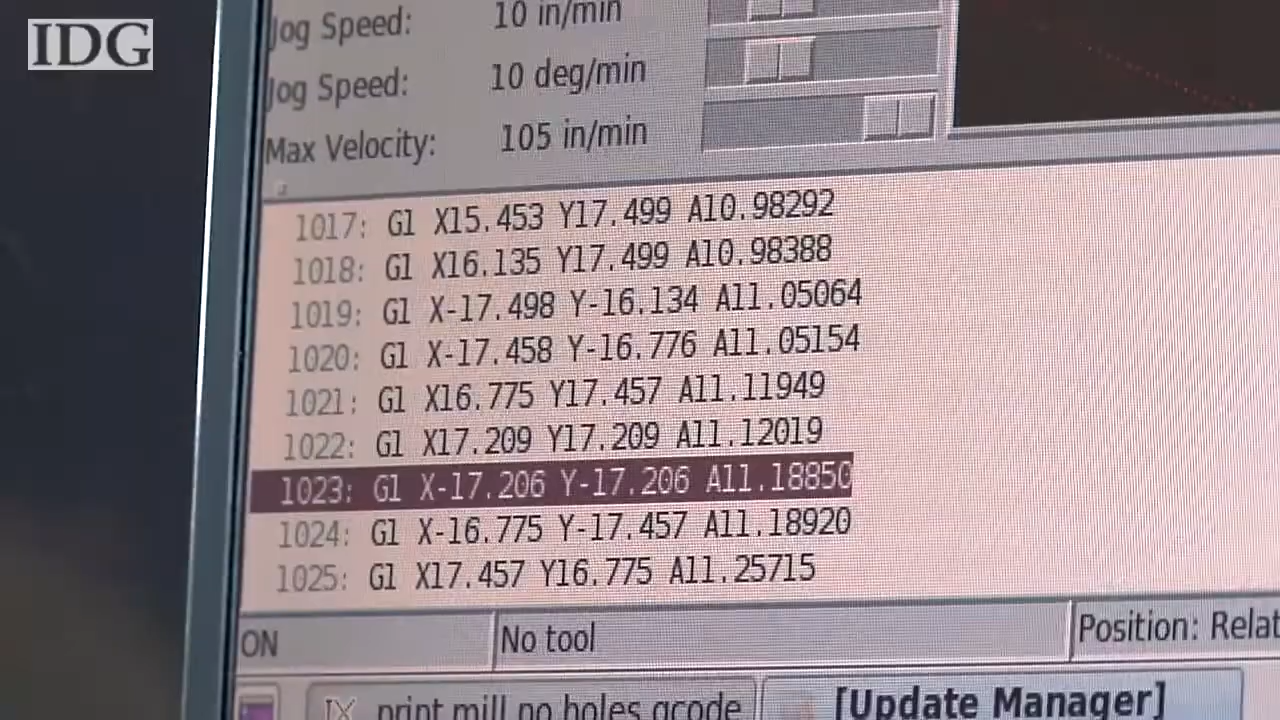 IDG
Jog Speed: 10 in/min
Jog Speed: 10 deg/min
Max Velocity: 105 in/min
1017: G1 X15.453 Y17.499 A10.98292
1018: G1 X16.135 Y17.499 A10.98388
1019: G1 X-17.498 Y-16.134 A11.05064
1020: G1 X-17.458 Y-16.776 A11.05154
1021: G1 X16.775 Y17.457 A11.11949
1022: G1 X17.209 Y17.209 A11.12019
1023: G1 X-17.206 Y-17.206 A11.18850
1024: G1 X-16.775 Y-17.457 A11.18920
1025: G1 X17.457 Y16.775 A11.25715
ON No tool Position: Relat
print mill no holes gcode [Update Manager]